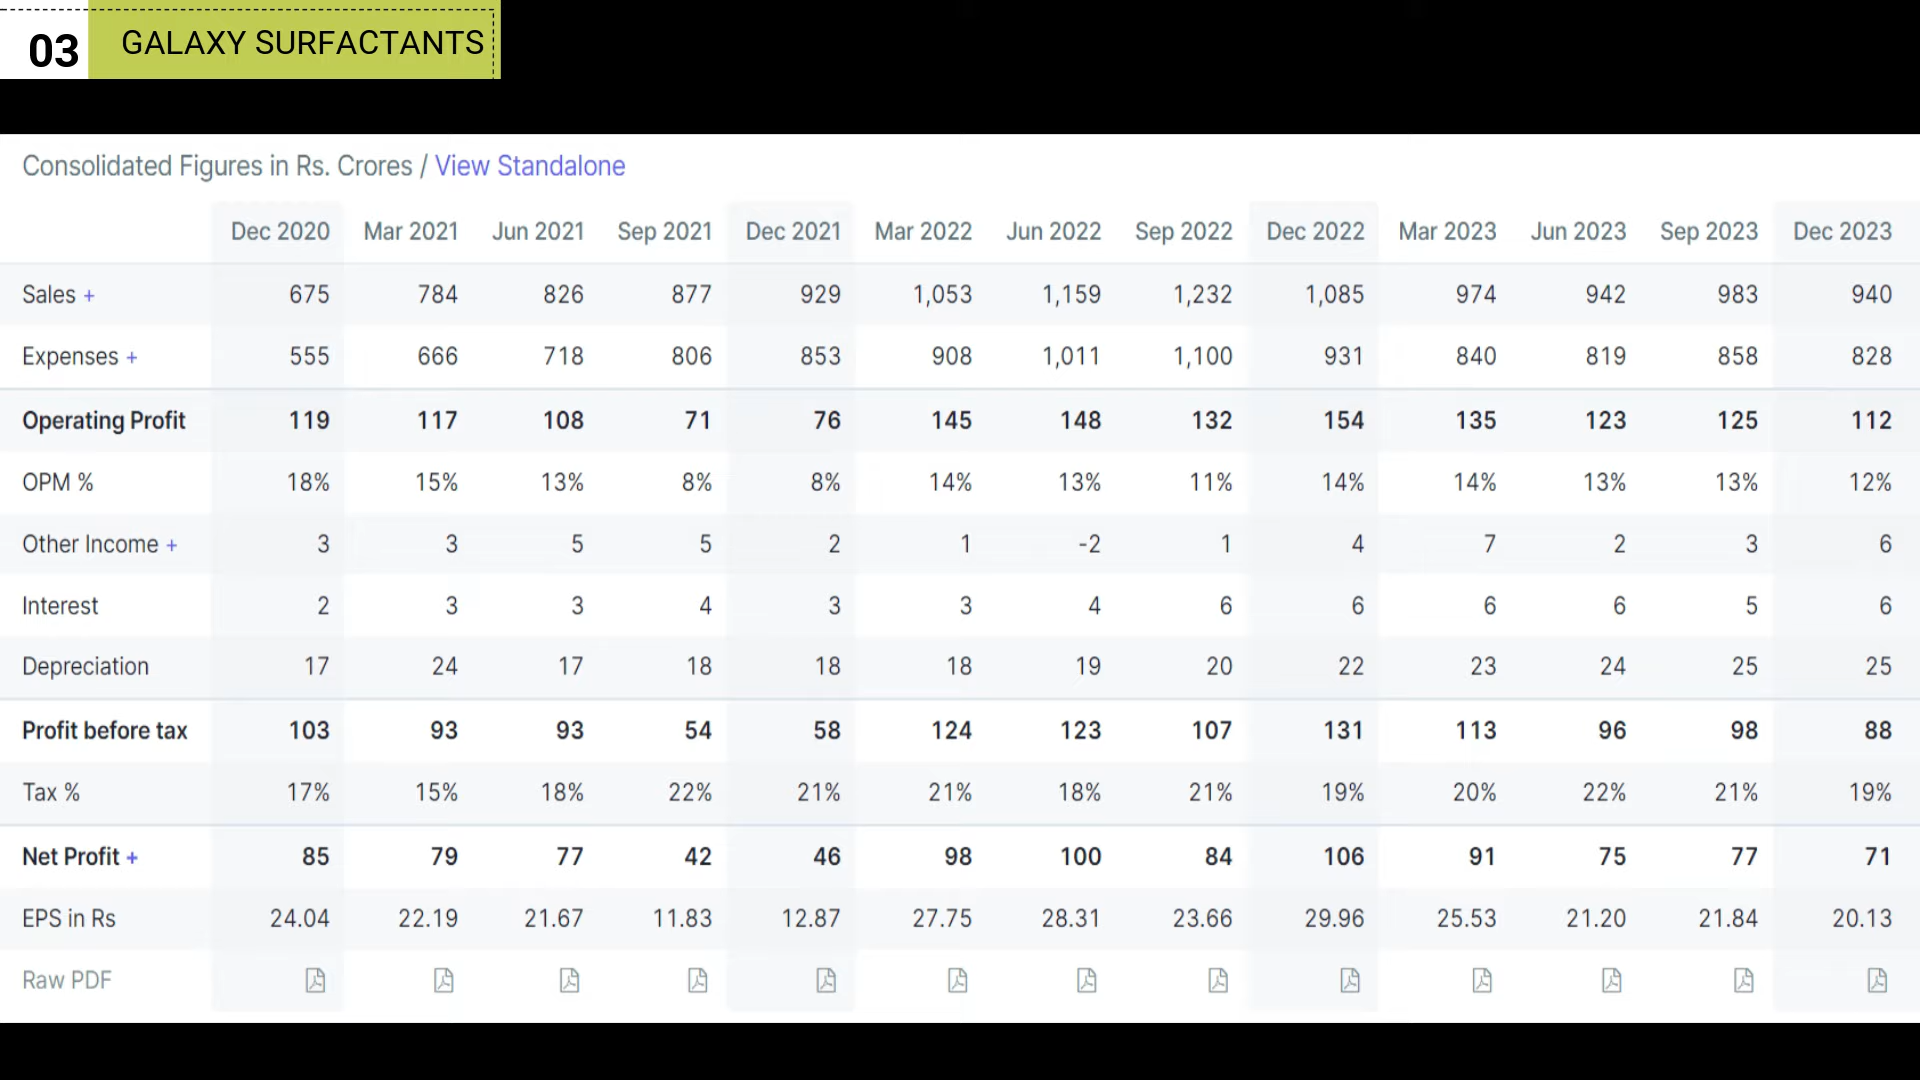 03 GALAXY SURFACTANTS
Consolidated Figures in Rs. Crores / View Standalone
Dec 2020 Mar 2021 Jun 2021 Sep 2021 Dec 2021 Mar 2022 Jun 2022 Sep 2022 Dec 2022 Mar 2023 Jun 2023 Sep 2023 Dec 2023
Sales + 675 784 826 877 929 1,053 1,159 1,232 1,085 974 942 983 940
Expenses + 555 666 718 806 853 908 1,011 1,100 931 840 819 858 828
Operating Profit 119 117 108 71 76 145 148 132 154 135 123 125 112
OPM % 18% 15% 13% 8% 8% 14% 13% 11% 14% 14% 13% 13% 12%
Other Income + 3 3 5 5 2 1 -2 1 4 7 2 3 6
Interest 2 3 3 4 3 3 4 6 6 6 6 5 6
Depreciation 17 24 17 18 18 18 19 20 22 23 24 25 25
Profit before tax 103 93 93 54 58 124 123 107 131 113 96 98 88
Tax % 17% 15% 18% 22% 21% 21% 18% 21% 19% 20% 22% 21% 19%
Net Profit + 85 79 77 42 46 98 100 84 106 91 75 77 71
EPS in Rs 24.04 22.19 21.67 11.83 12.87 27.75 28.31 23.66 29.96 25.53 21.20 21.84 20.13
Raw PDF